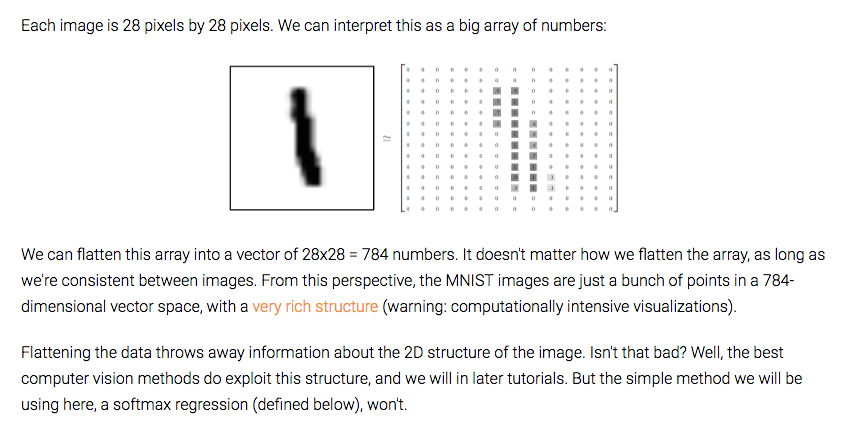 Each image is 28 pixels by 28 pixels. We can interpret this as a big array of numbers:
≃
We can flatten this array into a vector of 28x28 = 784 numbers. It doesn't matter how we flatten the array, as long as
we're consistent between images. From this perspective, the MNIST images are just a bunch of points in a 784-
dimensional vector space, with a very rich structure (warning: computationally intensive visualizations).
Flattening the data throws away information about the 2D structure of the image. Isn't that bad? Well, the best
computer vision methods do exploit this structure, and we will in later tutorials. But the simple method we will be
using here, a softmax regression (defined below), won't.